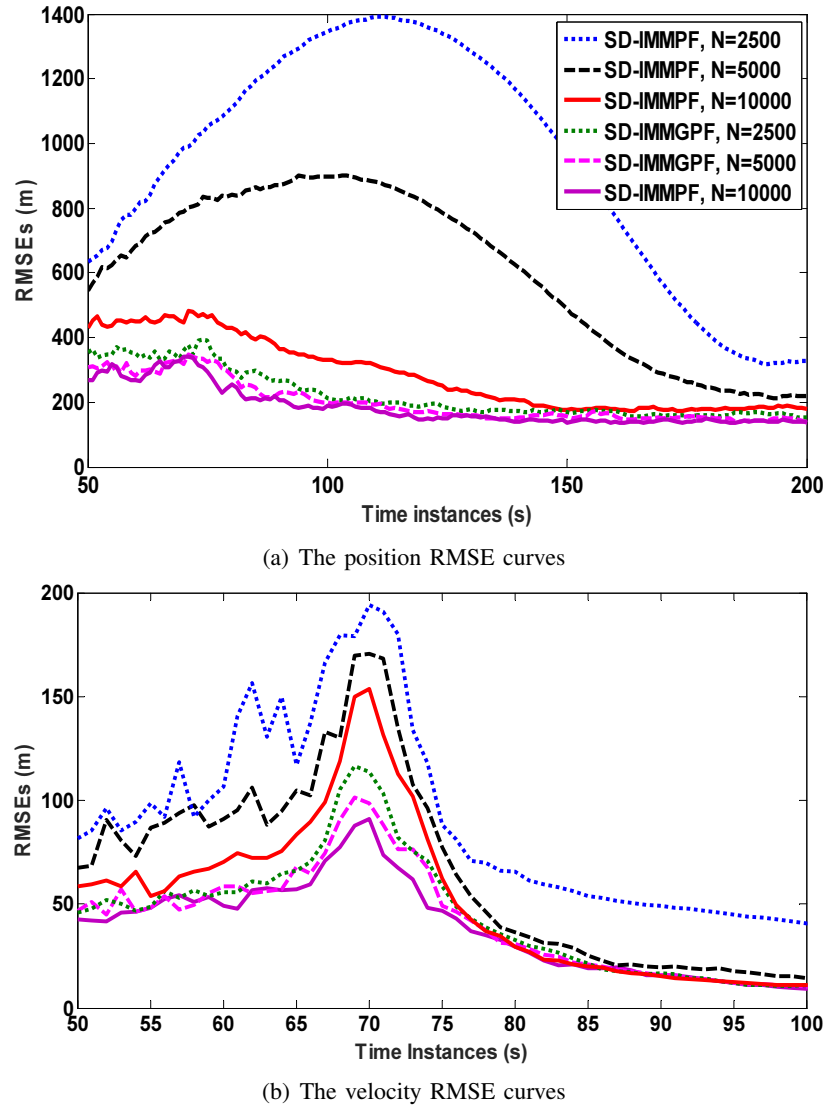 1400
1200
1000
800
600
400
200
0
RMSEs (m)
SD-IMMPF, N=2500
SD-IMMPF, N=5000
SD-IMMPF, N=10000
SD-IMMGPF, N=2500
SD-IMMGPF, N=5000
SD-IMMPF, N=10000
50 100 150 200
Time instances (s)
(a) The position RMSE curves
200
150
100
50
0
RMSEs (m)
50 55 60 65 70 75 80 85 90 95 100
Time Instances (s)
(b) The velocity RMSE curves